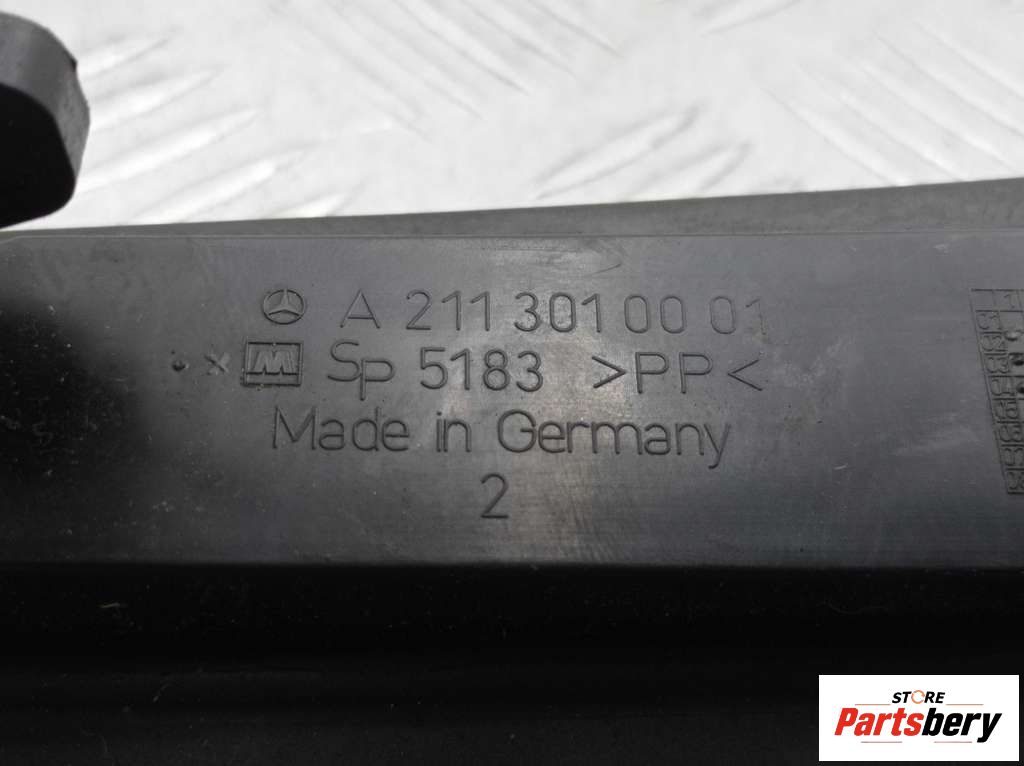 A 211 301 00 01
x M Sp 5183 >PP<
Made in Germany
2
STORE
Partsbery